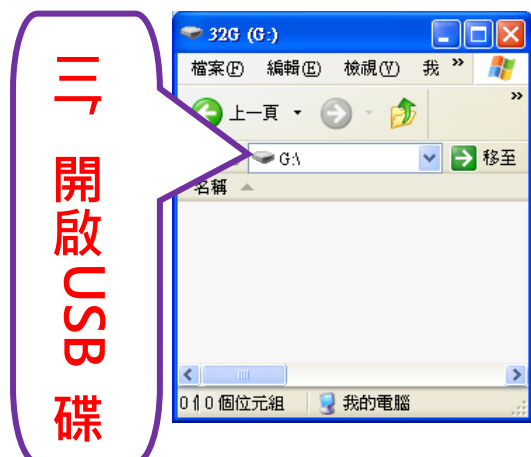 三、開啟USB 碟
32G (G:)
檔案(F) 編輯(E) 檢視(V) 我 »
上一頁 »
G:\ 移至
名稱
0 個位元組 我的電腦